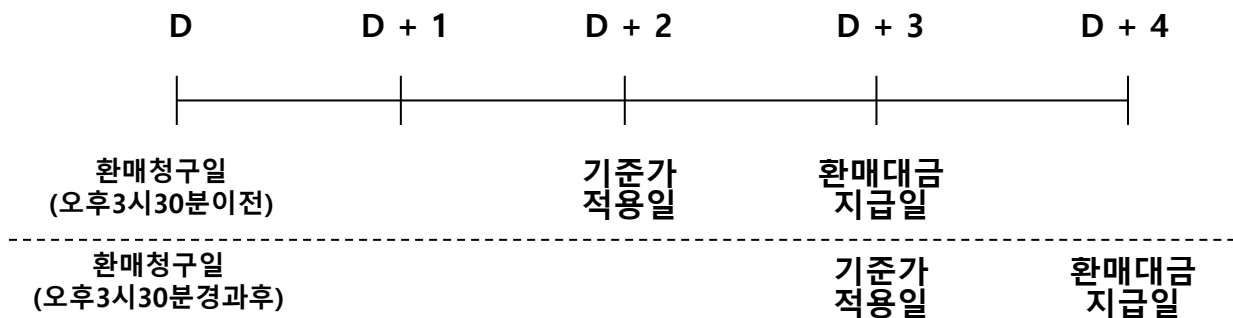 D D + 1 D + 2 D + 3 D + 4
환매청구일
(오후3시30분이전)
기준가
적용일
환매대금
지급일
환매청구일
(오후3시30분경과후)
기준가
적용일
환매대금
지급일